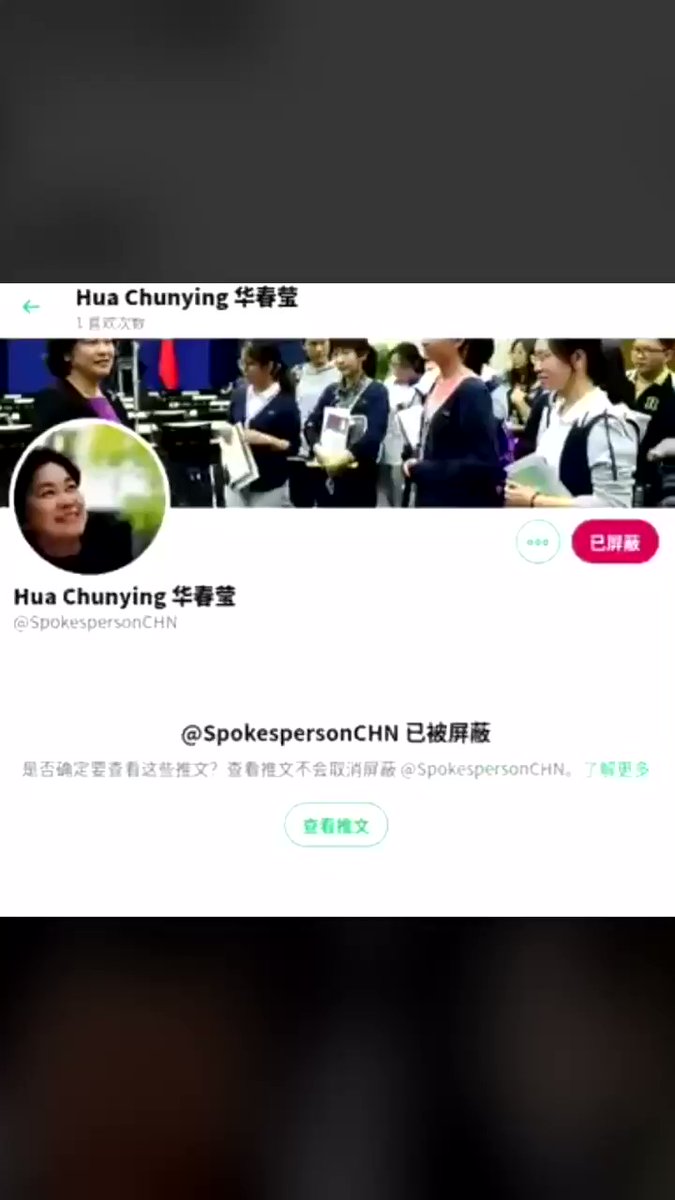 Hua Chunying 华春莹
1 喜欢次数
已屏蔽
Hua Chunying 华春莹
@SpokespersonCHN
@SpokespersonCHN 已被屏蔽
是否确定要查看这些推文？查看推文不会取消屏蔽 @SpokespersonCHN。了解更多
查看推文